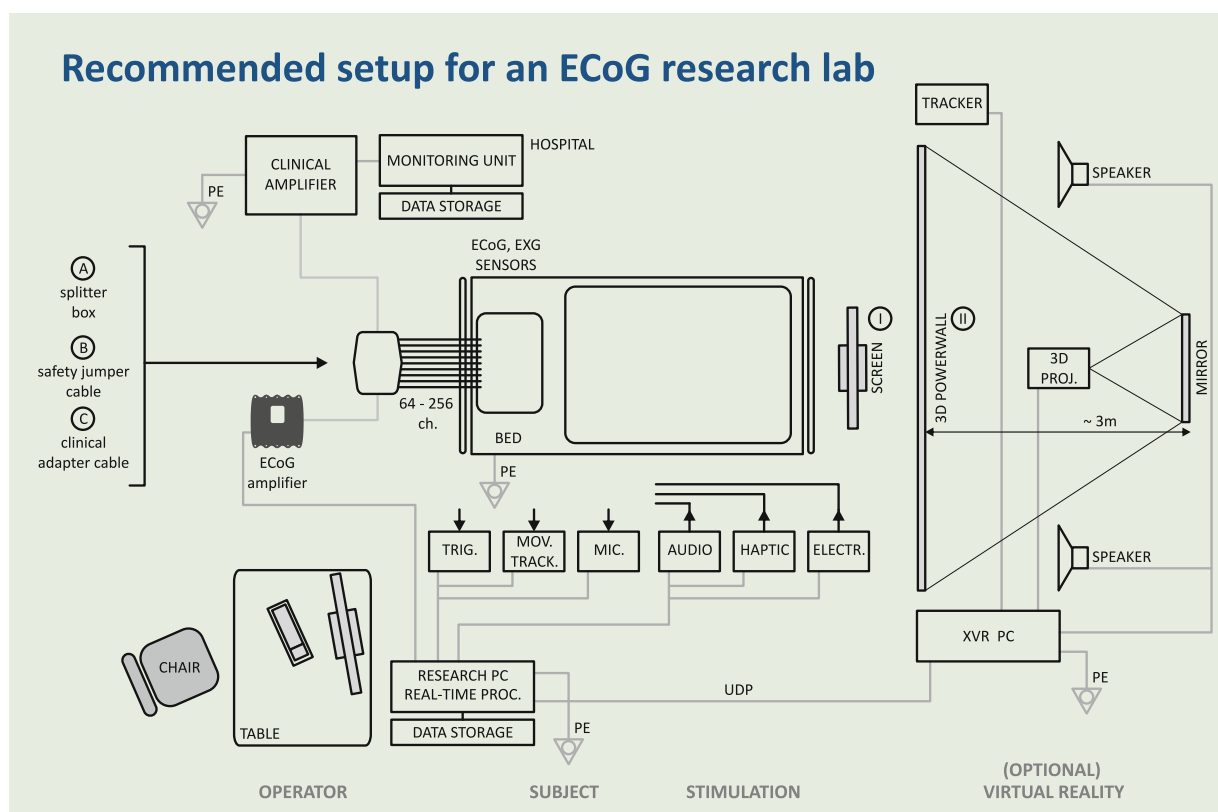 Recommended setup for an ECoG research lab
TRACKER
CLINICAL
AMPLIFIER
MONITORING UNIT
HOSPITAL
DATA STORAGE
PE
SPEAKER
ECoG, EXG
SENSORS
A
splitter
box
B
safety jumper
cable
C
clinical
adapter cable
64 - 256
ch.
ECoG
amplifier
BED
PE
I
SCREEN
II
3D POWERWALL
3D
PROJ.
MIRROR
~ 3m
TRIG.
MOV.
TRACK.
MIC.
AUDIO
HAPTIC
ELECTR.
SPEAKER
CHAIR
TABLE
RESEARCH PC
REAL-TIME PROC.
DATA STORAGE
PE
UDP
XVR PC
PE
OPERATOR
SUBJECT
STIMULATION
(OPTIONAL)
VIRTUAL REALITY